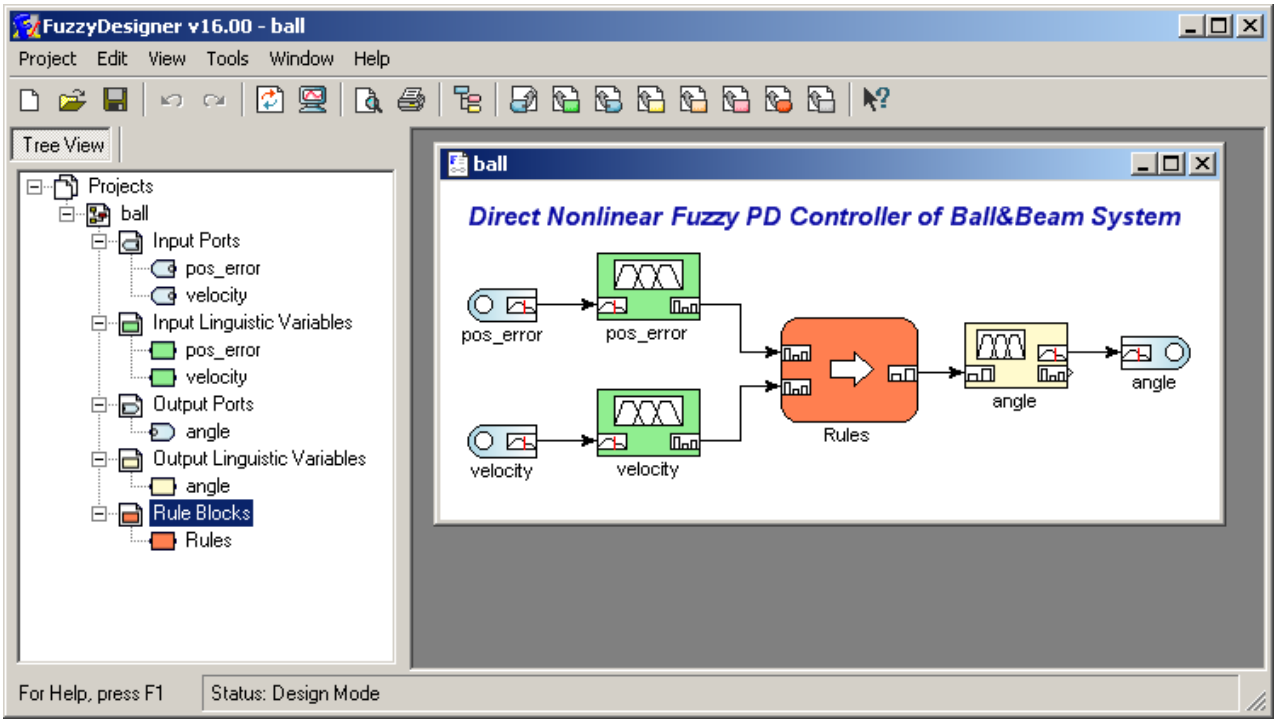 FuzzyDesigner v16.00 - ball
Project Edit View Tools Window Help
Tree View
Projects
ball
Input Ports
pos_error
velocity
Input Linguistic Variables
pos_error
velocity
Output Ports
angle
Output Linguistic Variables
angle
Rule Blocks
Rules
ball
Direct Nonlinear Fuzzy PD Controller of Ball&Beam System
pos_error
pos_error
Rules
angle
angle
velocity
velocity
For Help, press F1
Status: Design Mode